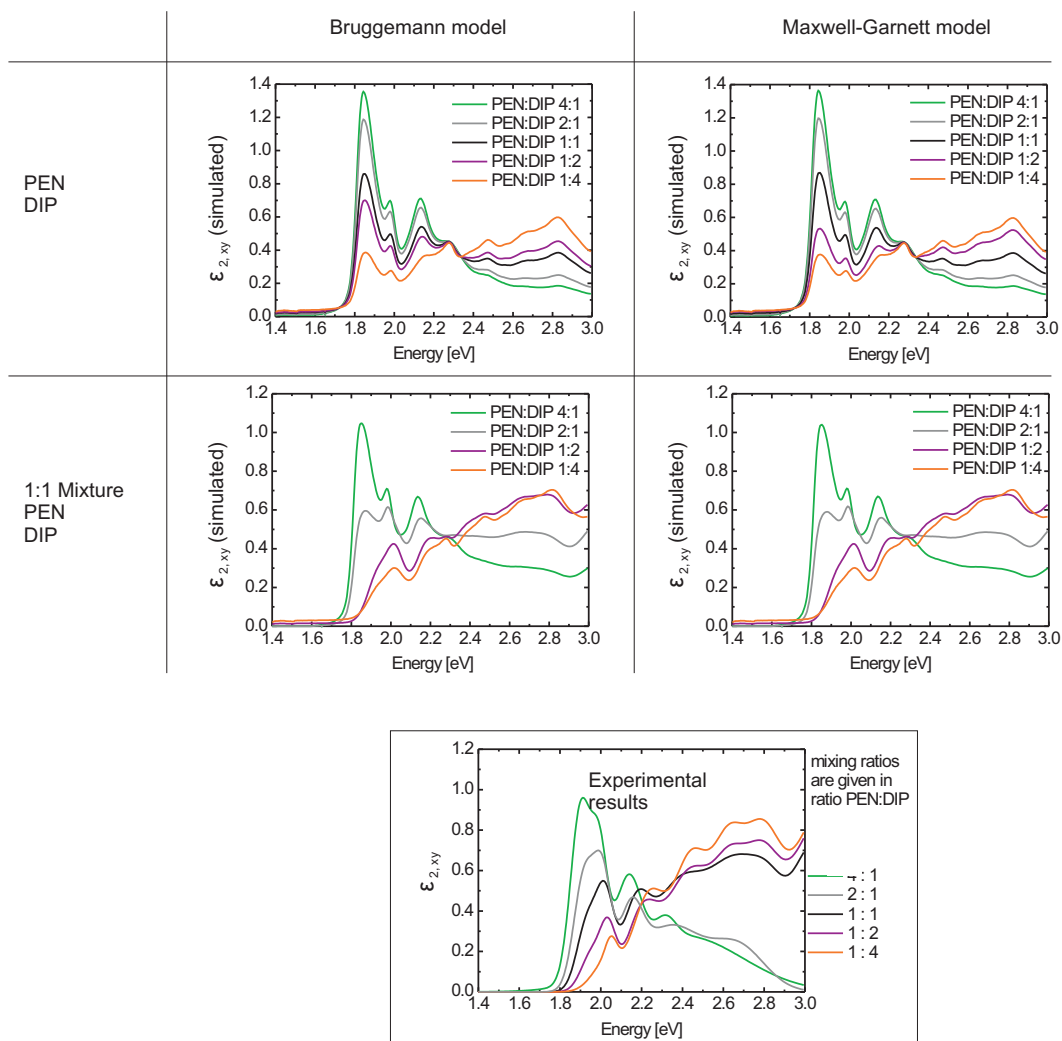 Bruggemann model
Maxwell-Garnett model
PEN
DIP
ε 2, xy (simulated)
1.4
1.2
1.0
0.8
0.6
0.4
0.2
0.0
PEN:DIP 4:1
PEN:DIP 2:1
PEN:DIP 1:1
PEN:DIP 1:2
PEN:DIP 1:4
1.4 1.6 1.8 2.0 2.2 2.4 2.6 2.8 3.0
Energy [eV]
ε 2, xy (simulated)
1.4
1.2
1.0
0.8
0.6
0.4
0.2
0.0
PEN:DIP 4:1
PEN:DIP 2:1
PEN:DIP 1:1
PEN:DIP 1:2
PEN:DIP 1:4
1.4 1.6 1.8 2.0 2.2 2.4 2.6 2.8 3.0
Energy [eV]
1:1 Mixture
PEN
DIP
ε 2, xy (simulated)
1.2
1.0
0.8
0.6
0.4
0.2
0.0
PEN:DIP 4:1
PEN:DIP 2:1
PEN:DIP 1:2
PEN:DIP 1:4
1.4 1.6 1.8 2.0 2.2 2.4 2.6 2.8 3.0
Energy [eV]
ε 2, xy (simulated)
1.2
1.0
0.8
0.6
0.4
0.2
0.0
PEN:DIP 4:1
PEN:DIP 2:1
PEN:DIP 1:2
PEN:DIP 1:4
1.4 1.6 1.8 2.0 2.2 2.4 2.6 2.8 3.0
Energy [eV]
ε 2, xy
1.2
1.0
0.8
0.6
0.4
0.2
0.0
Experimental
results
mixing ratios
are given in
ratio PEN:DIP
4 : 1
2 : 1
1 : 1
1 : 2
1 : 4
1.4 1.6 1.8 2.0 2.2 2.4 2.6 2.8 3.0
Energy [eV]